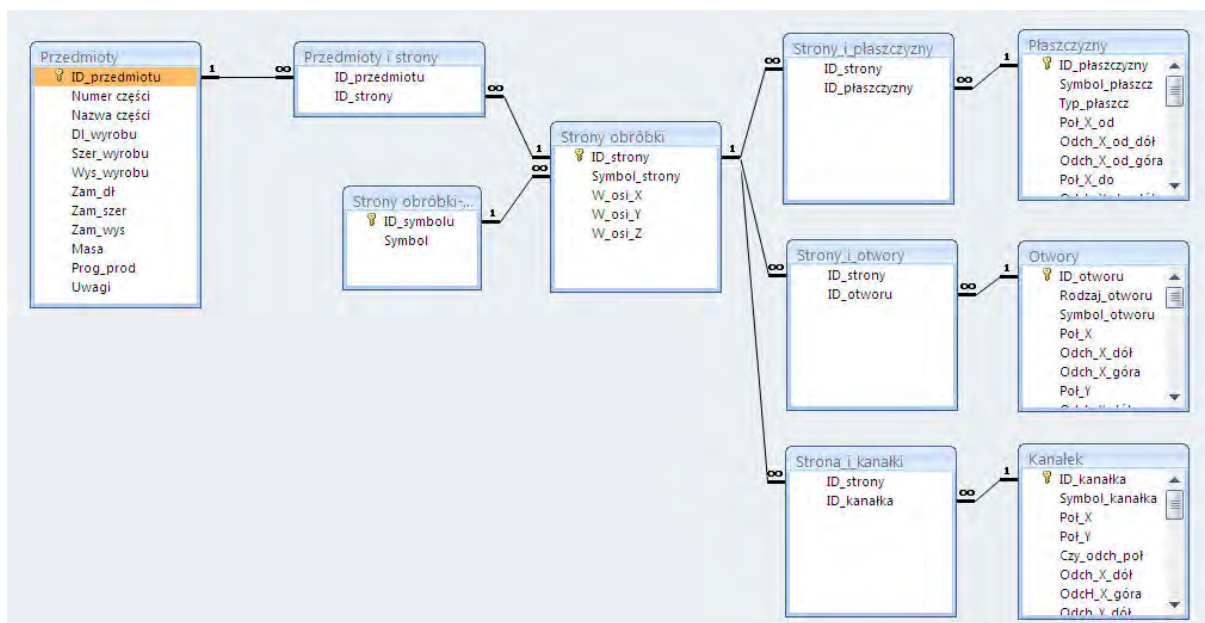 Przedmioty
ID_przedmiotu
Numer części
Nazwa części
Dl_wyrobu
Szer_wyrobu
Wys_wyrobu
Zam_dł
Zam_szer
Zam_wys
Masa
Prog_prod
Uwagi
1
∞
Przedmioty i strony
ID_przedmiotu
ID_strony
∞
Strony obróbki-...
ID_symbolu
Symbol
1
1
∞
Strony obróbki
ID_strony
Symbol_strony
W_osi_X
W_osi_Y
W_osi_Z
1
∞
Strony_i_płaszczyzny
ID_strony
ID_płaszczyzny
∞
1
Płaszczyzny
ID_płaszczyzny
Symbol_płaszcz
Typ_płaszcz
Poł_X_od
Odch_X_od_dół
Odch_X_od_góra
Poł_X_do
∞
Strony_i_otwory
ID_strony
ID_otworu
∞
1
Otwory
ID_otworu
Rodzaj_otworu
Symbol_otworu
Poł_X
Odch_X_dół
Odch_X_góra
Poł_Y
∞
Strona_i_kanałki
ID_strony
ID_kanałka
∞
1
Kanałek
ID_kanałka
Symbol_kanałka
Poł_X
Poł_Y
Czy_odch_poł
Odch_X_dół
OdcH_X_góra
Odch_Y_dół